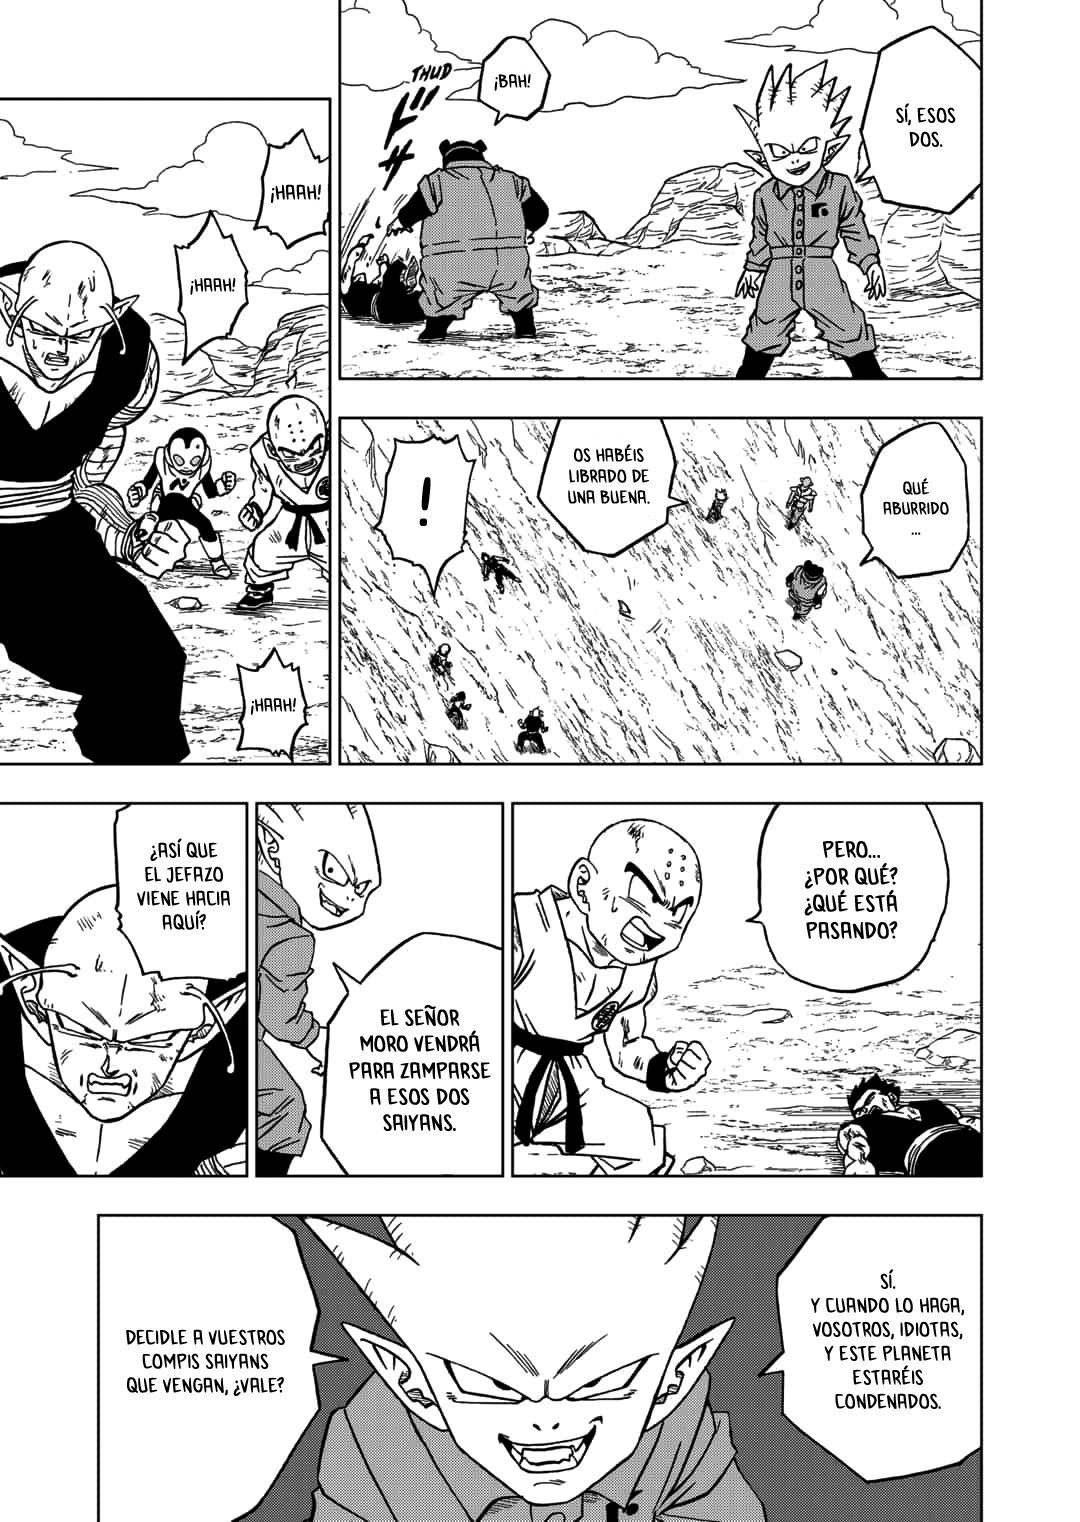 SÍ, ESOS
DOS.
¡BAH!
THUD
ドサ
¡HAAH!
¡HAAH!
¡HAAH!
QUÉ
ABURRIDO
...
OS HABÉIS
LIBRADO DE
UNA BUENA.
!
PERO...
¿POR QUÉ?
¿QUÉ ESTÁ
PASANDO?
EL SEÑOR
MORO VENDRÁ
PARA ZAMPARSE
A ESOS DOS
SAIYANS.
¿ASÍ QUE
EL JEFAZO
VIENE HACIA
AQUÍ?
SÍ.
Y CUANDO LO HAGA,
VOSOTROS, IDIOTAS,
Y ESTE PLANETA
ESTARÉIS
CONDENADOS.
DECIDLE A VUESTROS
COMPIS SAIYANS
QUE VENGAN, ¿VALE?